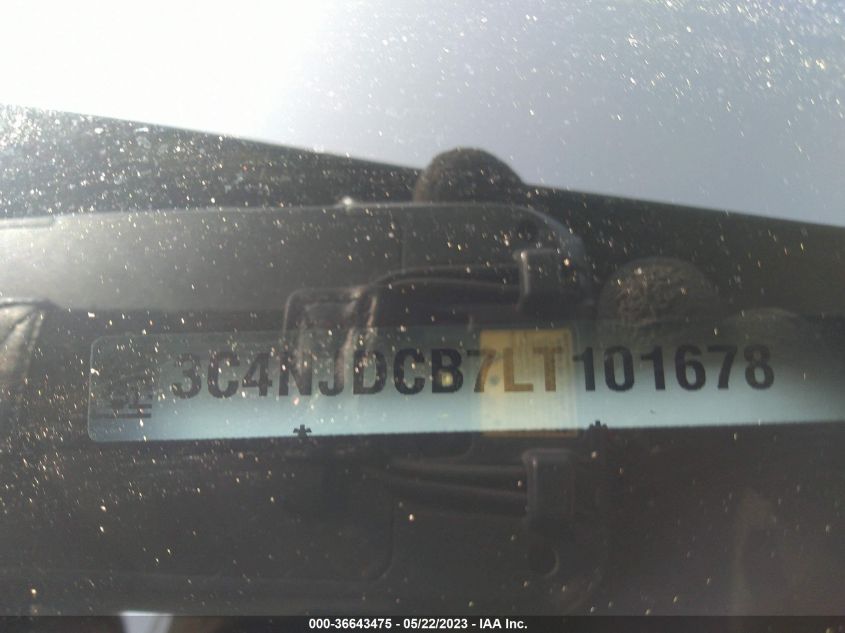 3C4NJDCB7LT101678
* *
000-36643475 - 05/22/2023 - IAA Inc.